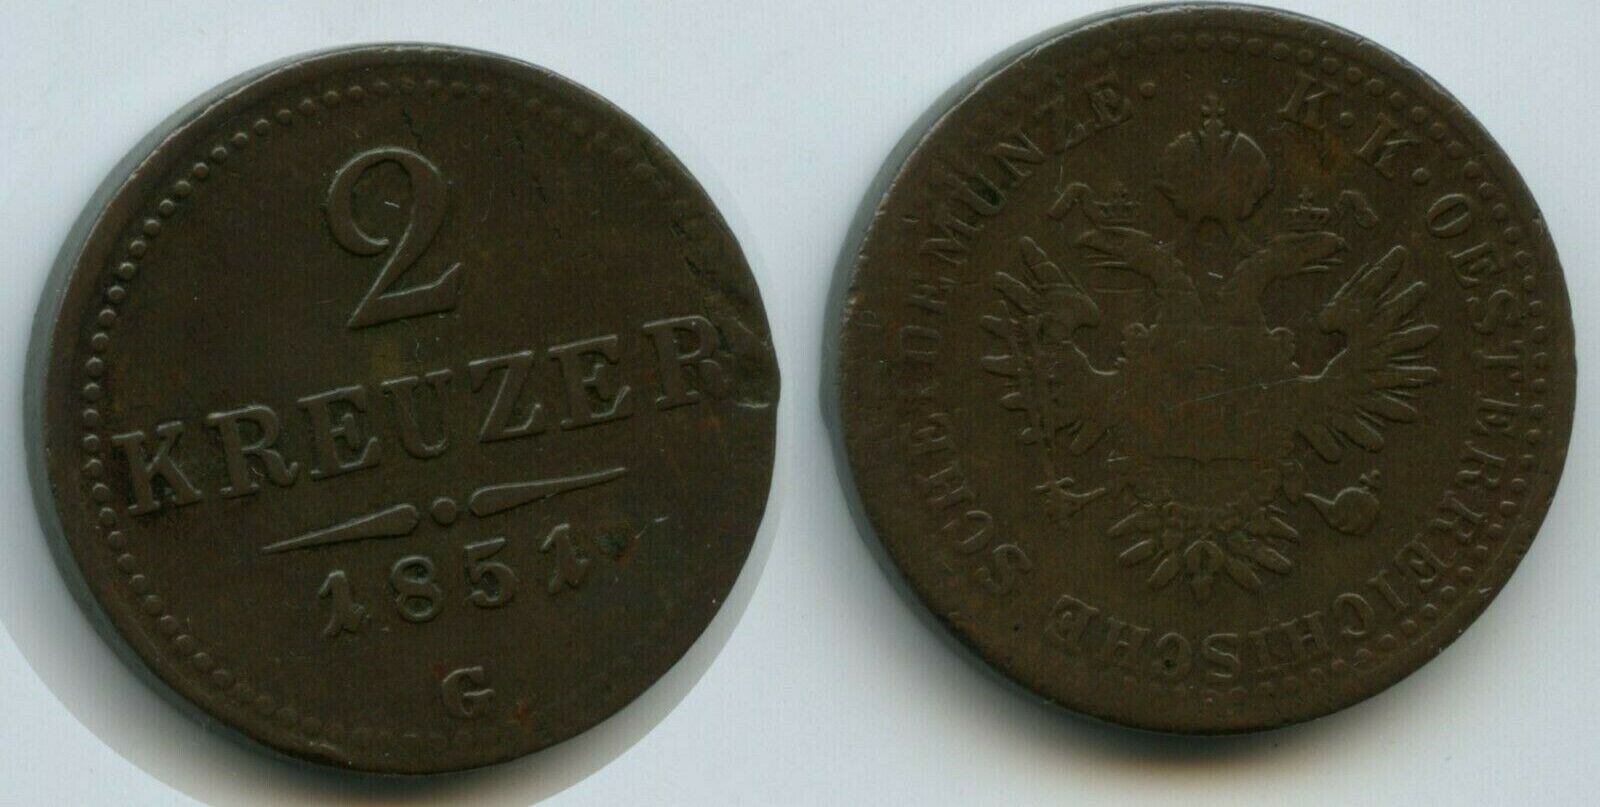 2
KREUZER
1851.
G
K.K.OESTERREICHISCHE SCHEIDEMÜNZE.